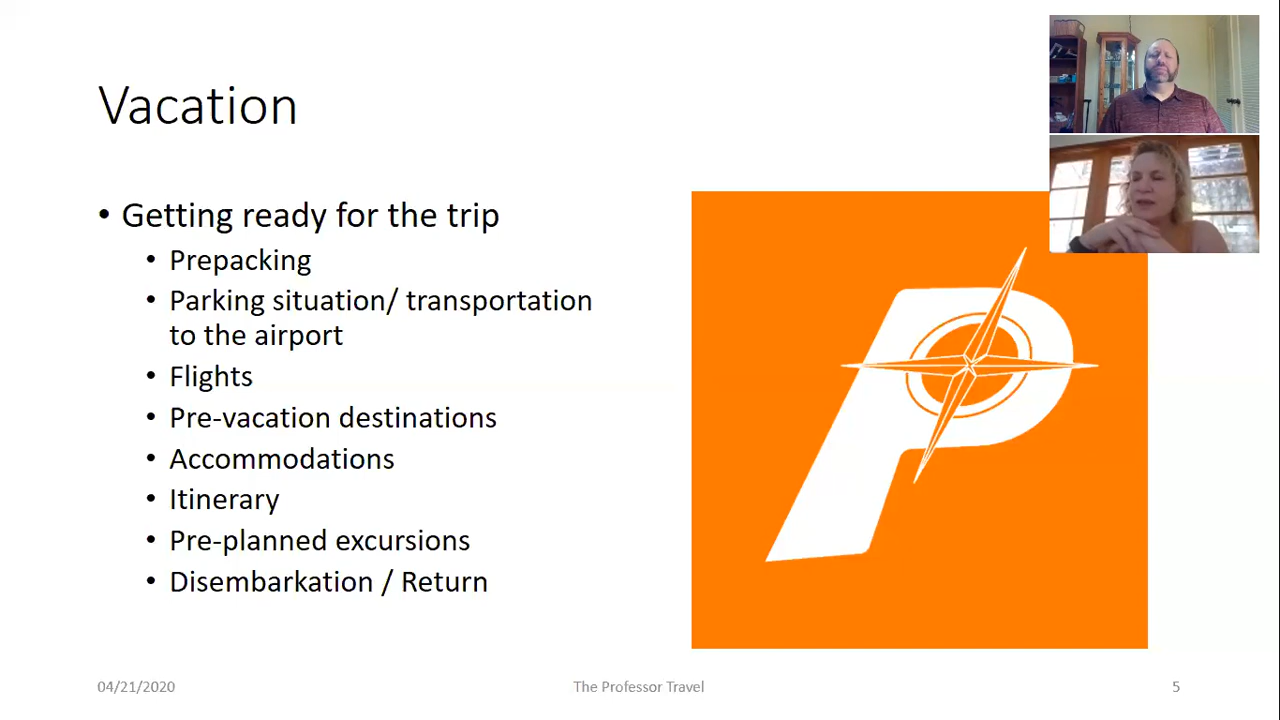 Vacation
• Getting ready for the trip
• Prepacking
• Parking situation/ transportation
to the airport
• Flights
• Pre-vacation destinations
• Accommodations
• Itinerary
• Pre-planned excursions
• Disembarkation / Return
P
04/21/2020
The Professor Travel
5